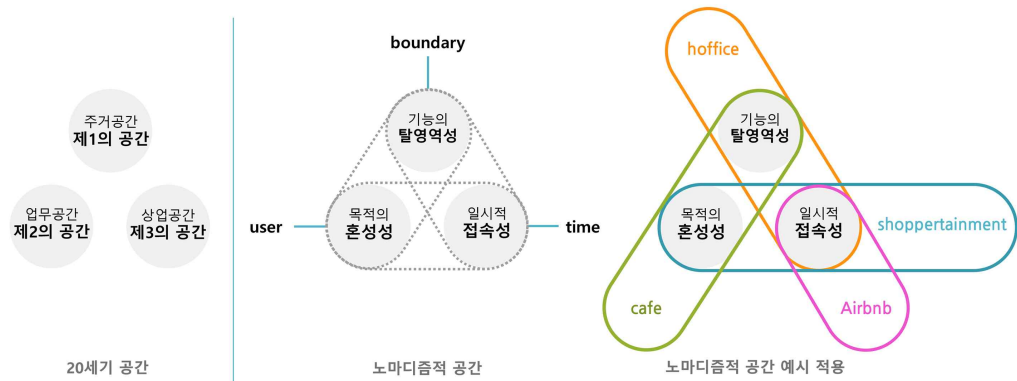 주거공간
제1의 공간
업무공간
제2의 공간
상업공간
제3의 공간
20세기 공간
boundary
기능의
탈영역성
user
목적의
혼성성
일시적
접속성
time
노마디즘적 공간
hoffice
기능의
탈영역성
목적의
혼성성
일시적
접속성
shoppertainment
cafe
Airbnb
노마디즘적 공간 예시 적용